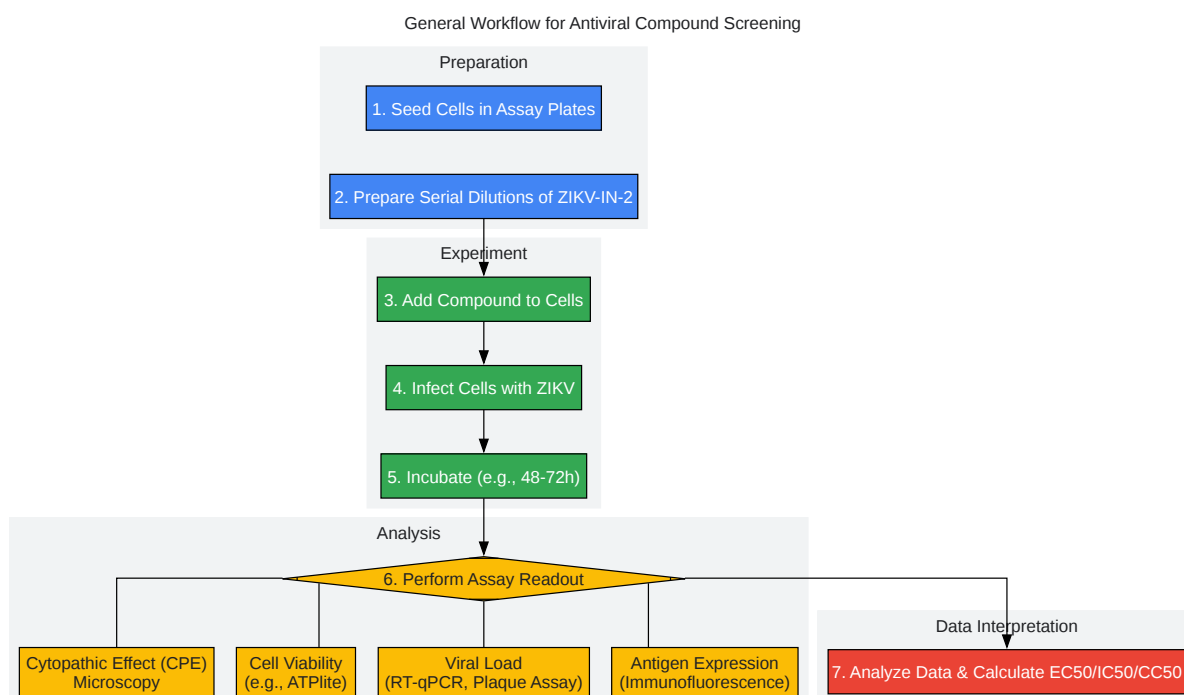 General Workflow for Antiviral Compound Screening
Preparation
1. Seed Cells in Assay Plates
2. Prepare Serial Dilutions of ZIKV-IN-2
Experiment
3. Add Compound to Cells
4. Infect Cells with ZIKV
5. Incubate (e.g., 48-72h)
Analysis
6. Perform Assay Readout
Cytopathic Effect (CPE)
Microscopy
Cell Viability
(e.g., ATPlite)
Viral Load
(RT-qPCR, Plaque Assay)
Antigen Expression
(Immunofluorescence)
Data Interpretation
7. Analyze Data & Calculate EC50/IC50/CC50